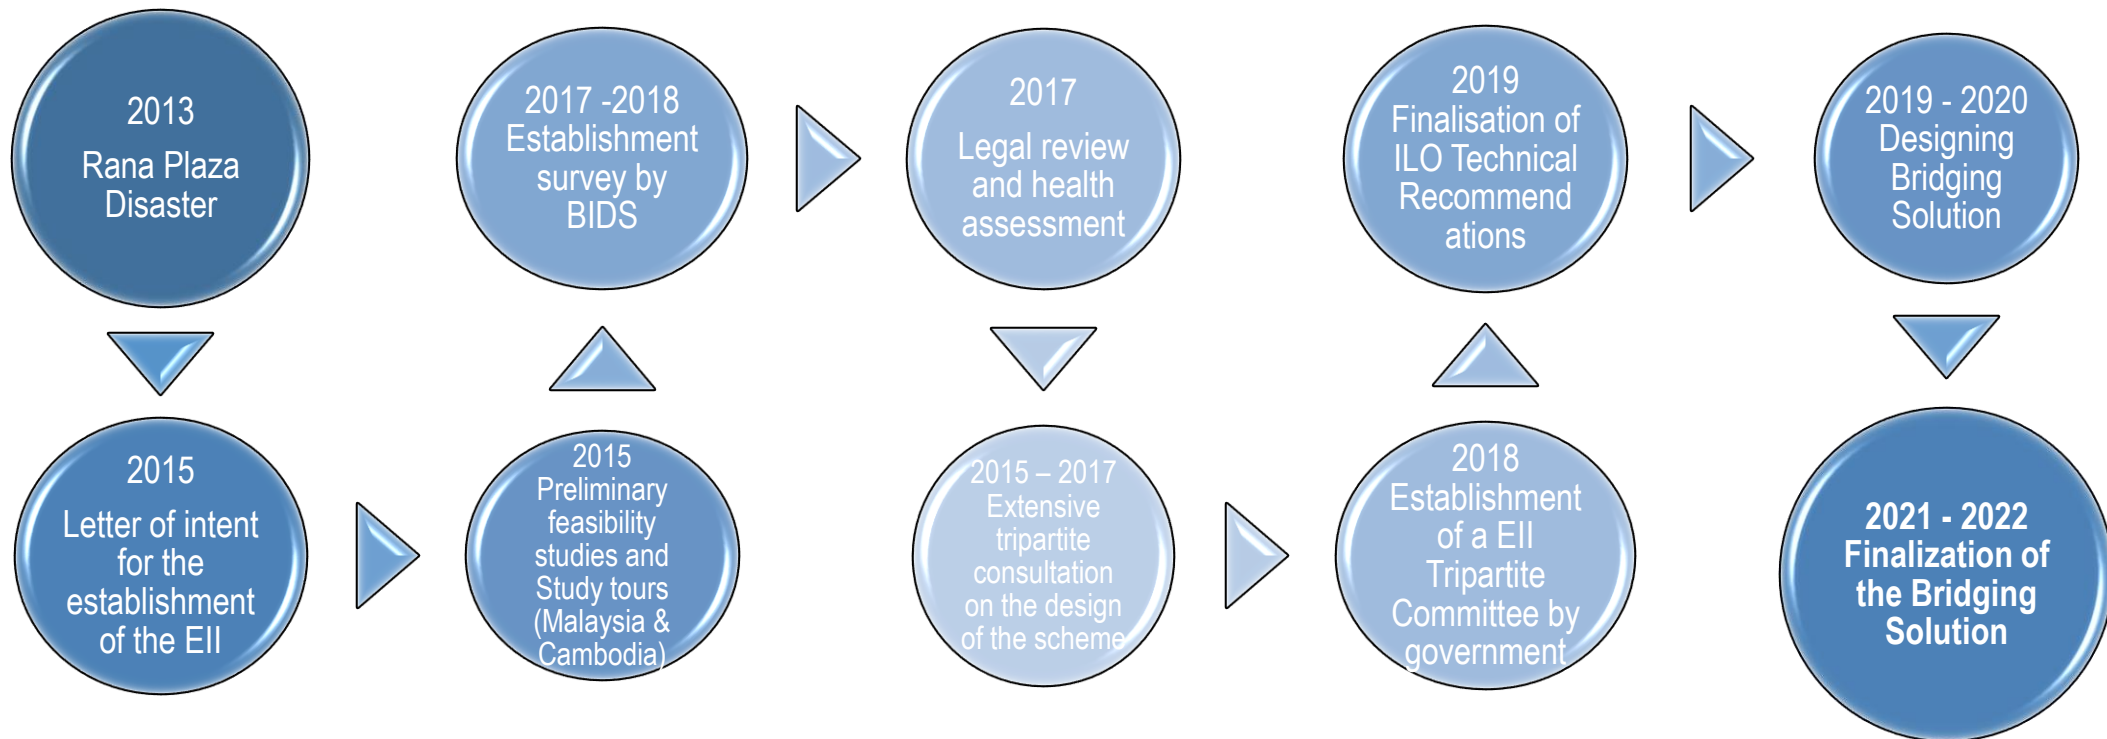 2013
Rana Plaza
Disaster
2015
Letter of intent
for the
establishment
of the EII
2015
Preliminary
feasibility
studies and
Study tours
(Malaysia &
Cambodia)
2017 -2018
Establishment
survey by
BIDS
2017
Legal review
and health
assessment
2015 – 2017
Extensive
tripartite
consultation
on the design
of the scheme
2018
Establishment
of a EII
Tripartite
Committee by
government
2019
Finalisation of
ILO Technical
Recommend
ations
2019 - 2020
Designing
Bridging
Solution
2021 - 2022
Finalization of
the Bridging
Solution